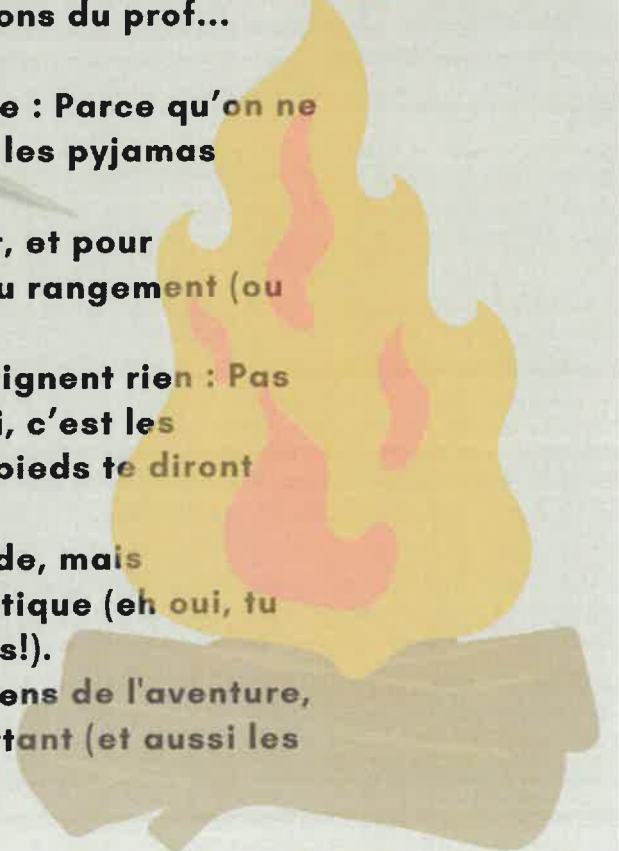 ons du prof...
e : Parce qu'on ne
les pyjamas
, et pour
u rangement (ou
ignent rien : Pas
i, c'est les
pieds te diront
de, mais
tique (eh oui, tu
s!).
ens de l'aventure,
tant (et aussi les